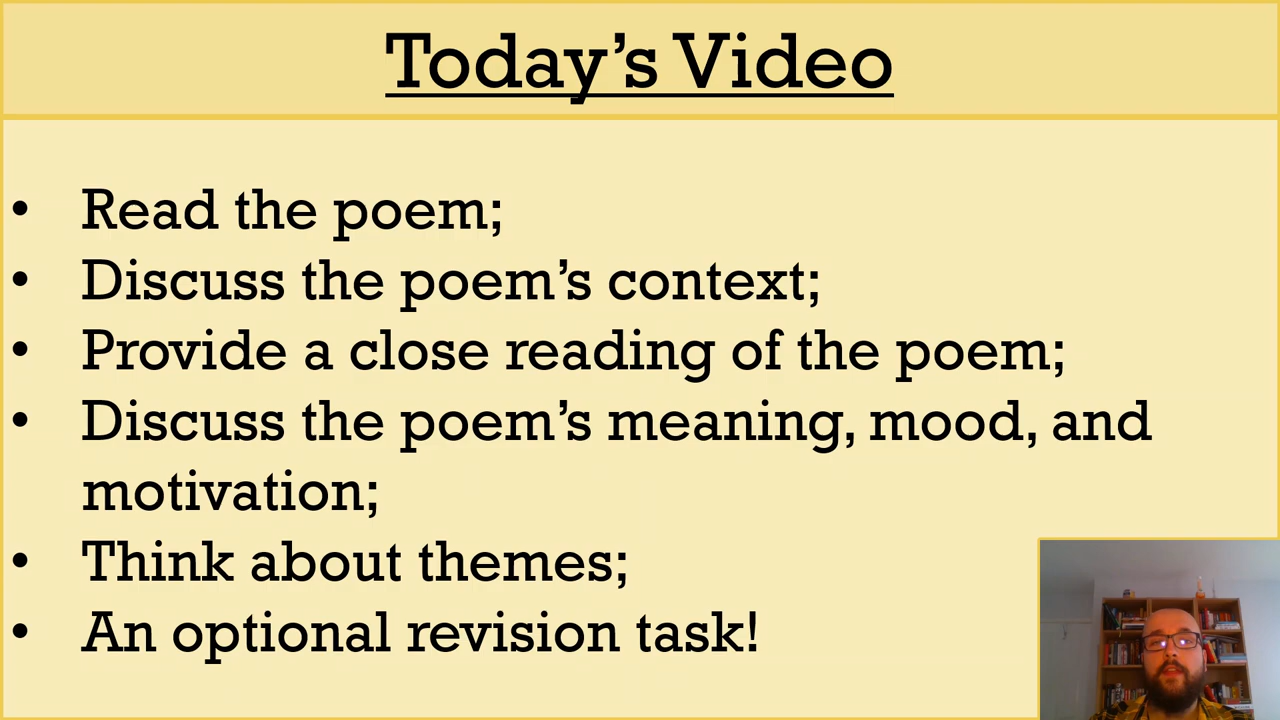 Today’s Video
• Read the poem;
• Discuss the poem’s context;
• Provide a close reading of the poem;
• Discuss the poem’s meaning, mood, and
motivation;
• Think about themes;
• An optional revision task!